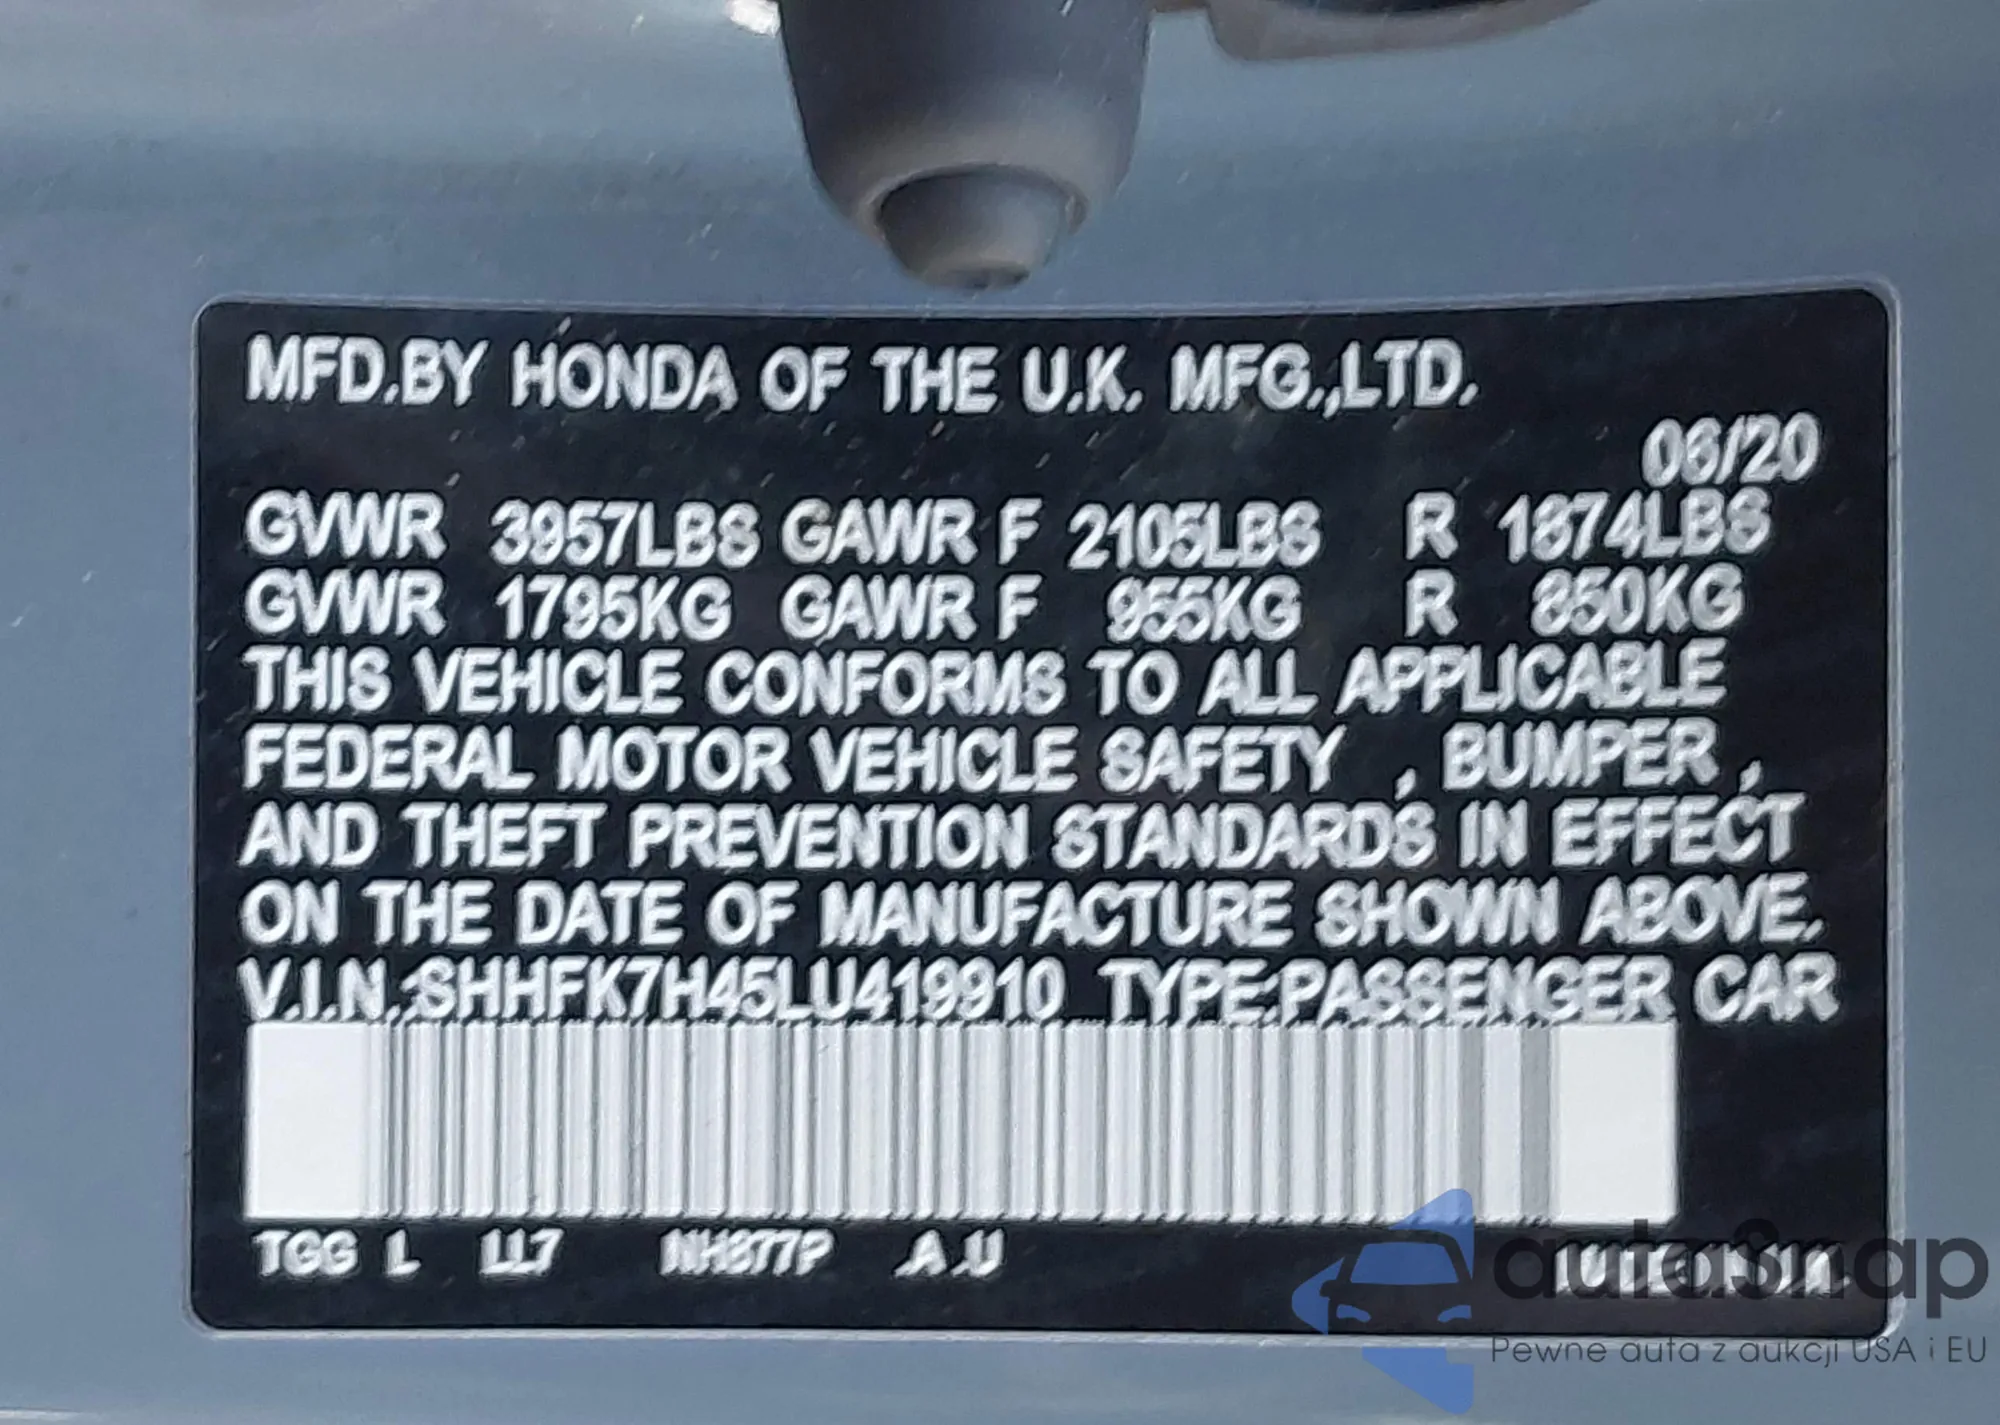 MFD.BY HONDA OF THE U.K. MFG.,LTD.
06/20
GVWR 3957LBS GAWR F 2105LBS R 1874LBS
GVWR 1795KG GAWR F 955KG R 850KG
THIS VEHICLE CONFORMS TO ALL APPLICABLE
FEDERAL MOTOR VEHICLE SAFETY , BUMPER ,
AND THEFT PREVENTION STANDARDS IN EFFECT
ON THE DATE OF MANUFACTURE SHOWN ABOVE.
V.I.N.:SHHFK7H45LU419910 TYPE:PASSENGER CAR
TGG L LL7 NH877P .A .U
autoSnap
Pewne auta z aukcji USA i EU